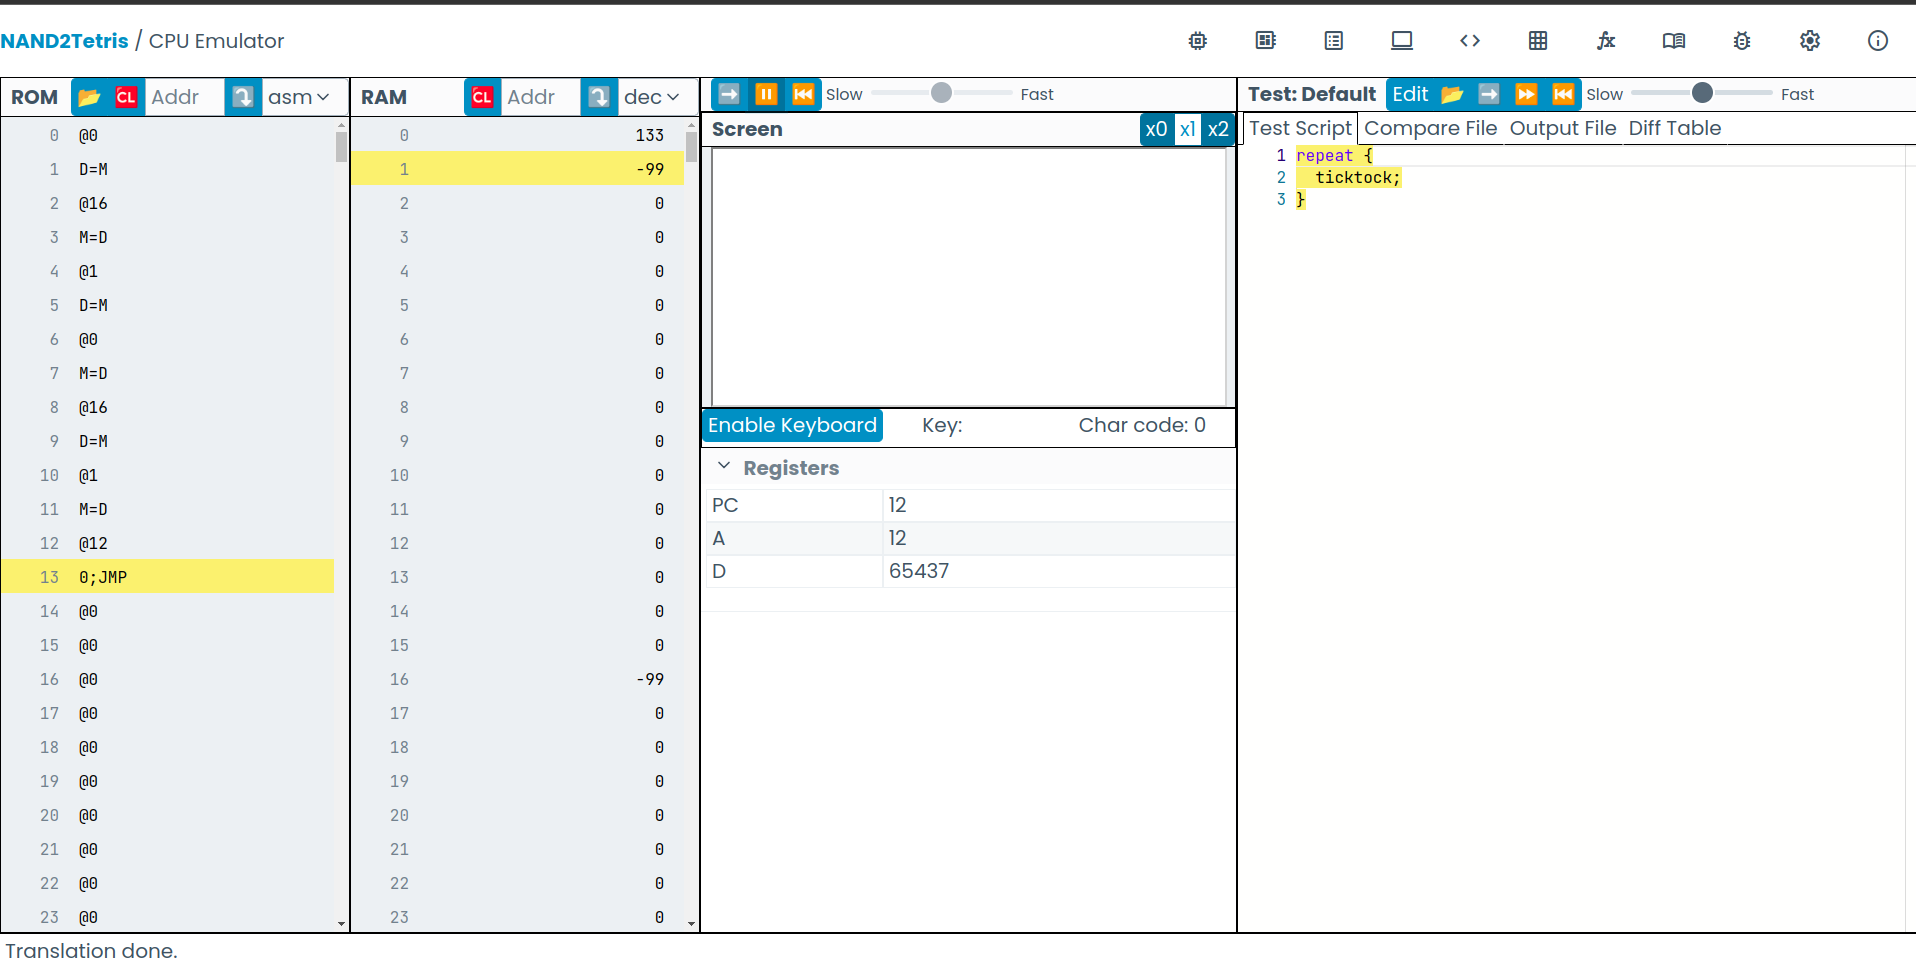 NAND2Tetris / CPU Emulator
ROM CL Addr asm
0 @0
1 D=M
2 @16
3 M=D
4 @1
5 D=M
6 @0
7 M=D
8 @16
9 D=M
10 @1
11 M=D
12 @12
13 0;JMP
14 @0
15 @0
16 @0
17 @0
18 @0
19 @0
20 @0
21 @0
22 @0
23 @0
RAM CL Addr dec
0 133
1 -99
2 0
3 0
4 0
5 0
6 0
7 0
8 0
9 0
10 0
11 0
12 0
13 0
14 0
15 0
16 -99
17 0
18 0
19 0
20 0
21 0
22 0
23 0
Slow Fast
Screen x0 x1 x2
Enable Keyboard Key: Char code: 0
Registers
PC 12
A 12
D 65437
Test: Default Edit Slow Fast
Test Script Compare File Output File Diff Table
1 repeat {
2 ticktock;
3 }
Translation done.